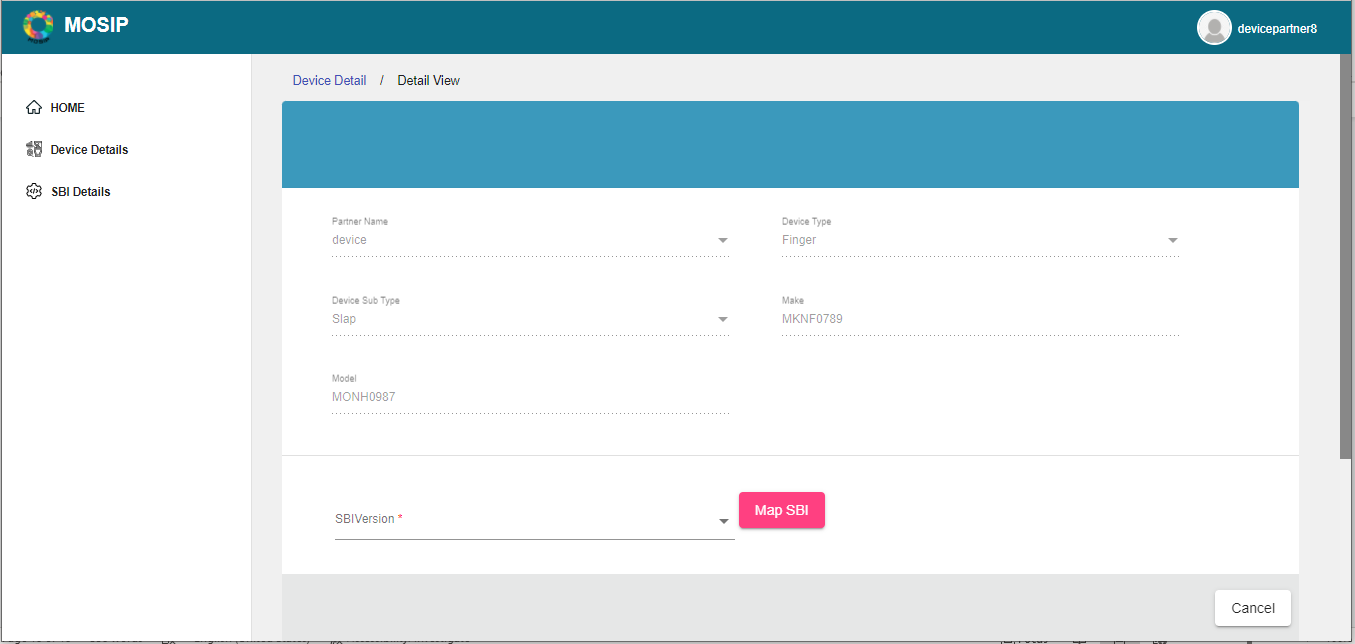 MOSIP
devicepartner8
HOME
Device Details
SBI Details
Device Detail / Detail View
Partner Name
device
Device Type
Finger
Device Sub Type
Slap
Make
MKNF0789
Model
MONH0987
SBIVersion *
Map SBI
Cancel